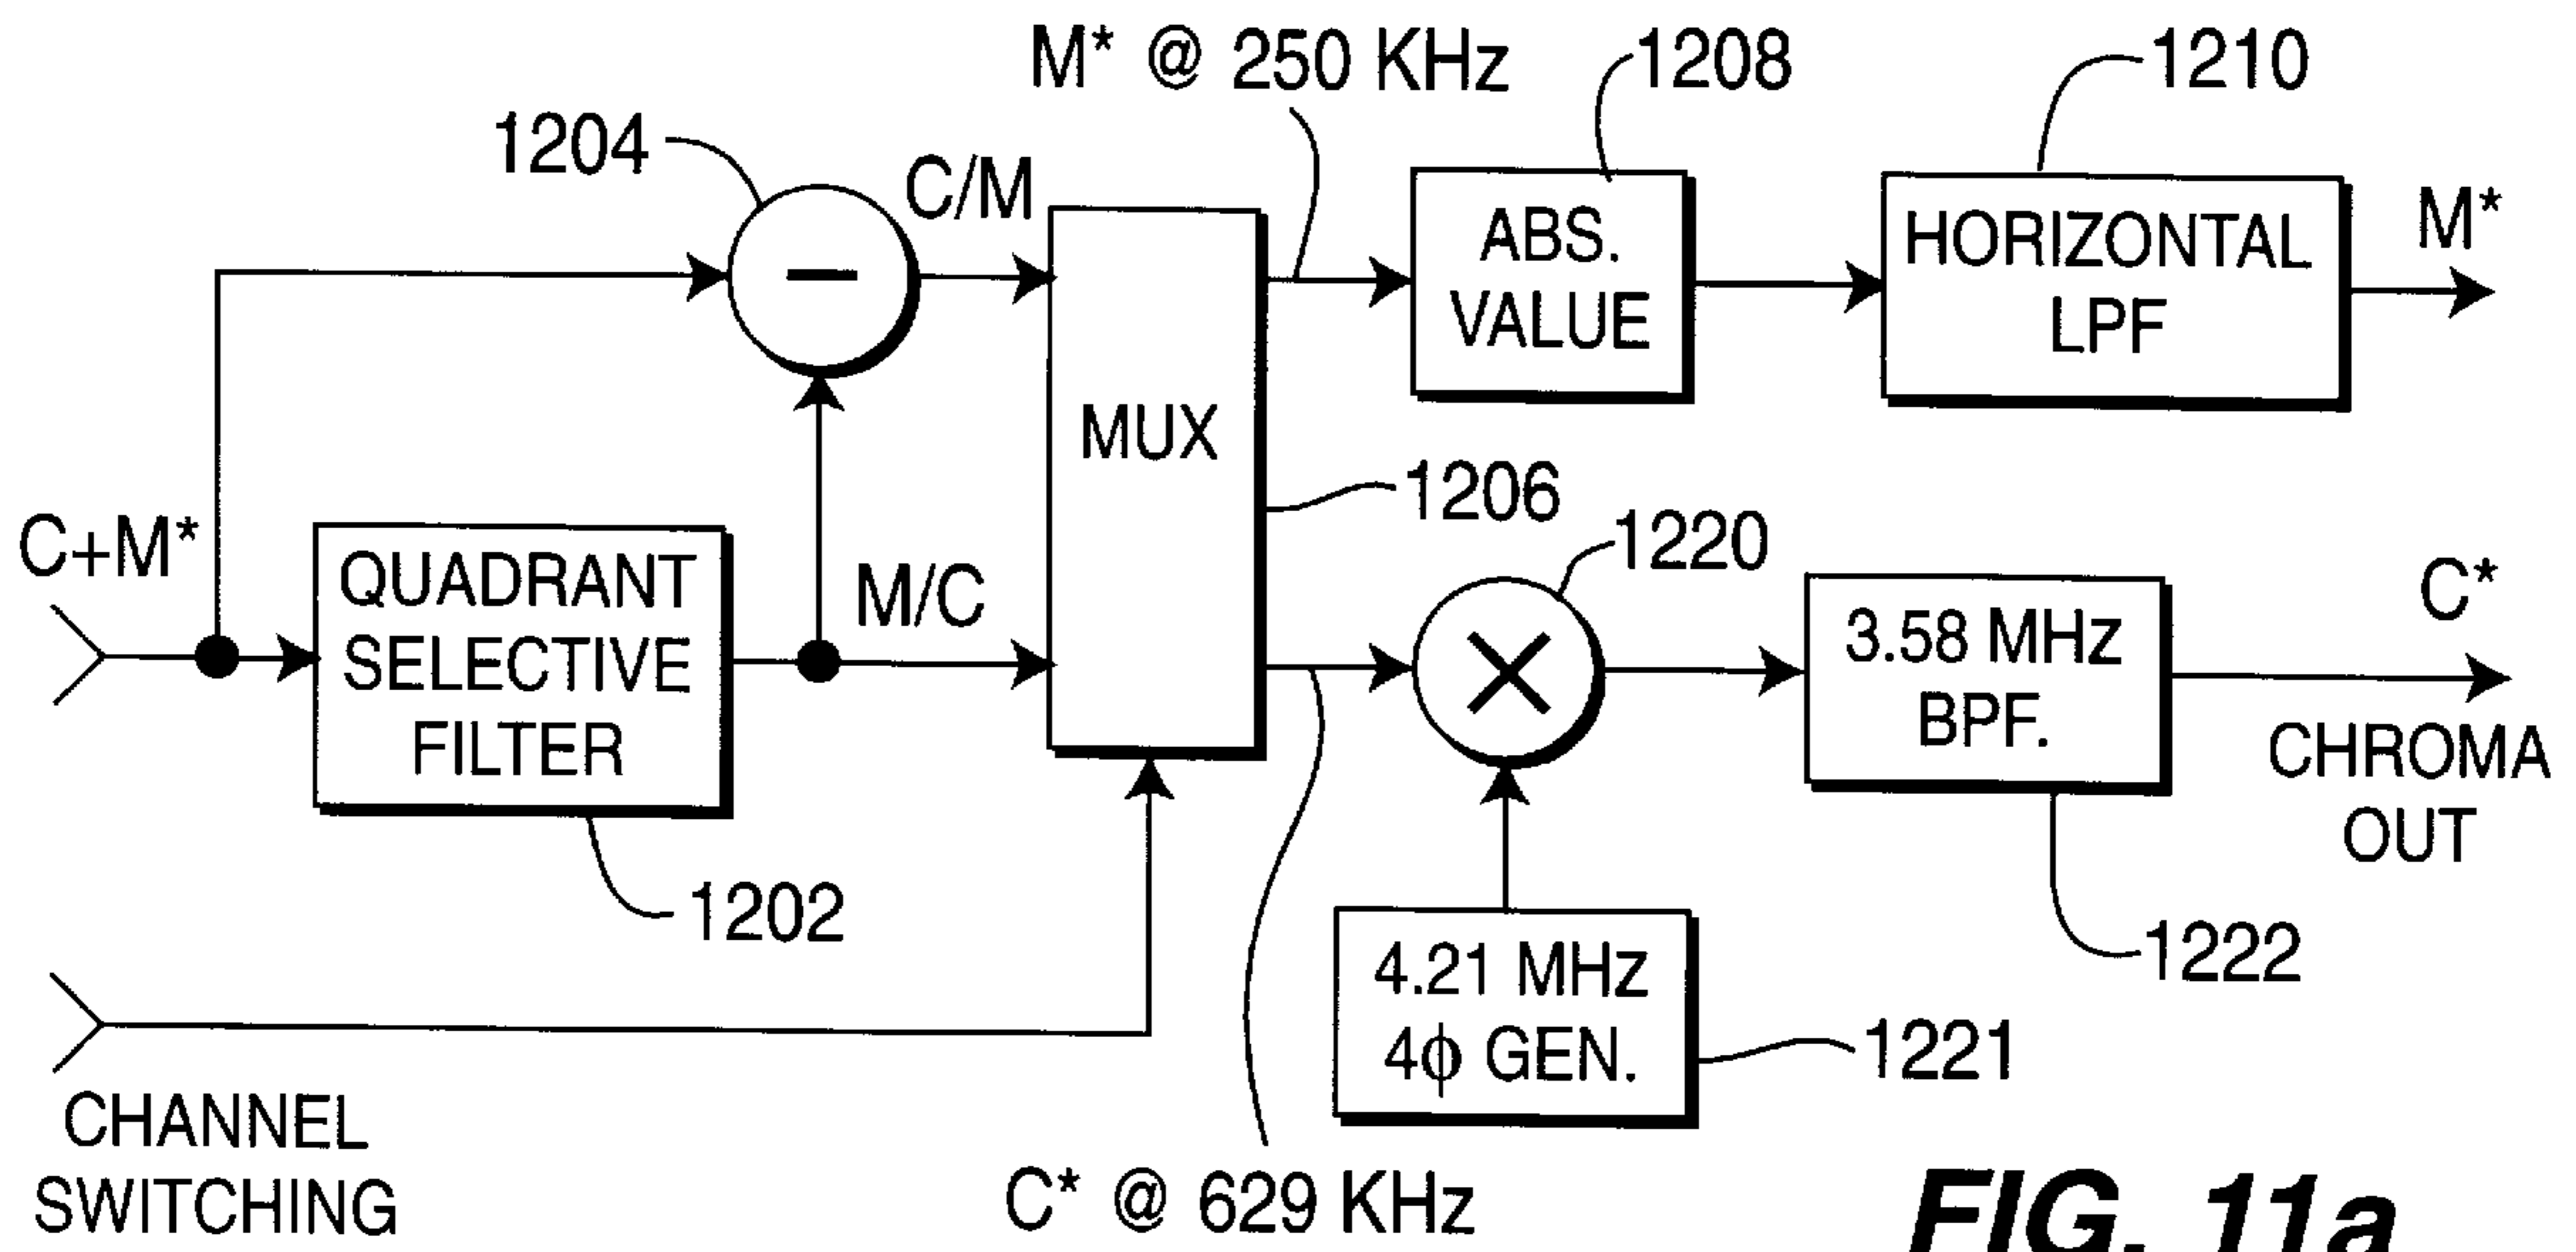 M* @ 250 KHz
1208
1210
1204
C/M
ABS.
VALUE
HORIZONTAL
LPF
M*
MUX
1206
C+M*
QUADRANT
SELECTIVE
FILTER
M/C
1220
3.58 MHz
BPF.
C*
CHROMA
OUT
1202
4.21 MHz
4ϕ GEN.
1222
1221
CHANNEL
SWITCHING
C* @ 629 KHz
FIG. 11a